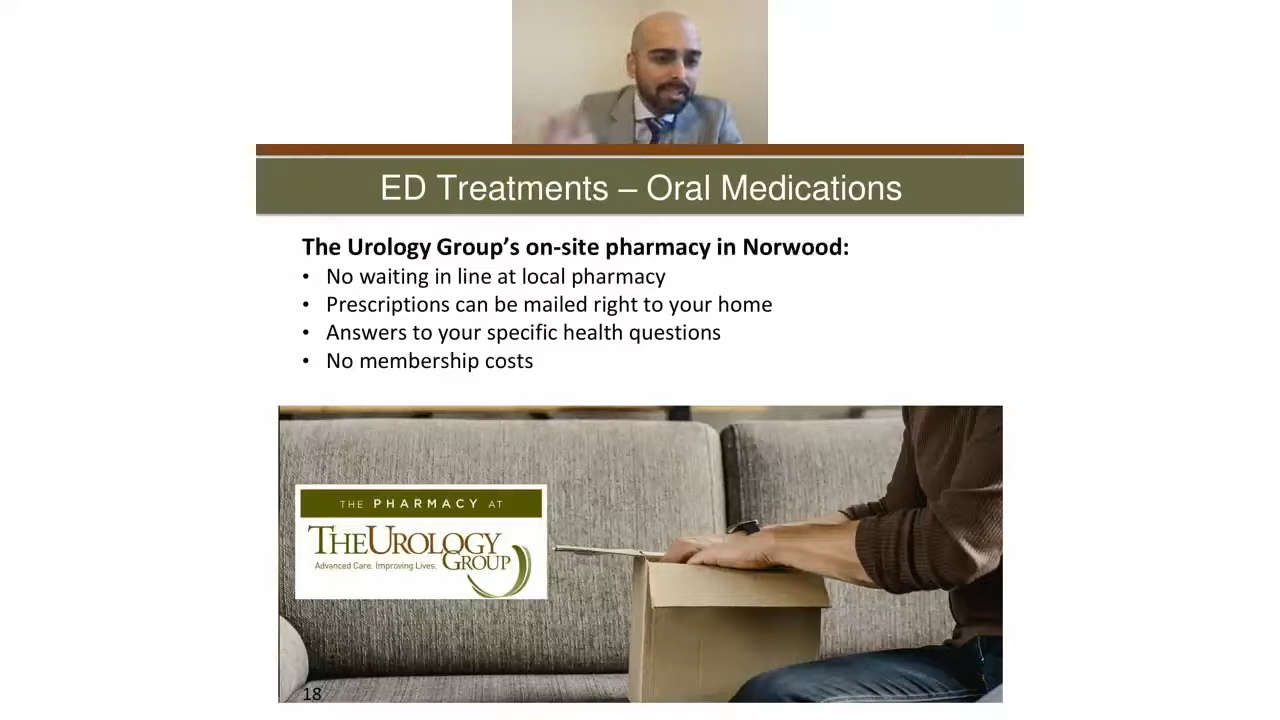 ED Treatments – Oral Medications
The Urology Group’s on-site pharmacy in Norwood:
• No waiting in line at local pharmacy
• Prescriptions can be mailed right to your home
• Answers to your specific health questions
• No membership costs
THE PHARMACY AT
THE UROLOGY
GROUP
Advanced Care. Improving Lives.
18